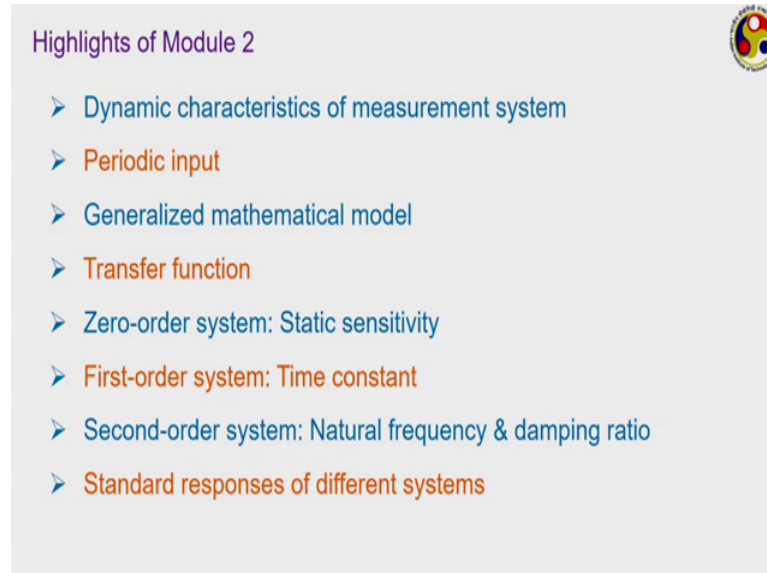 Highlights of Module 2
Dynamic characteristics of measurement system
Periodic input
Generalized mathematical model
Transfer function
Zero-order system: Static sensitivity
First-order system: Time constant
Second-order system: Natural frequency & damping ratio
Standard responses of different systems